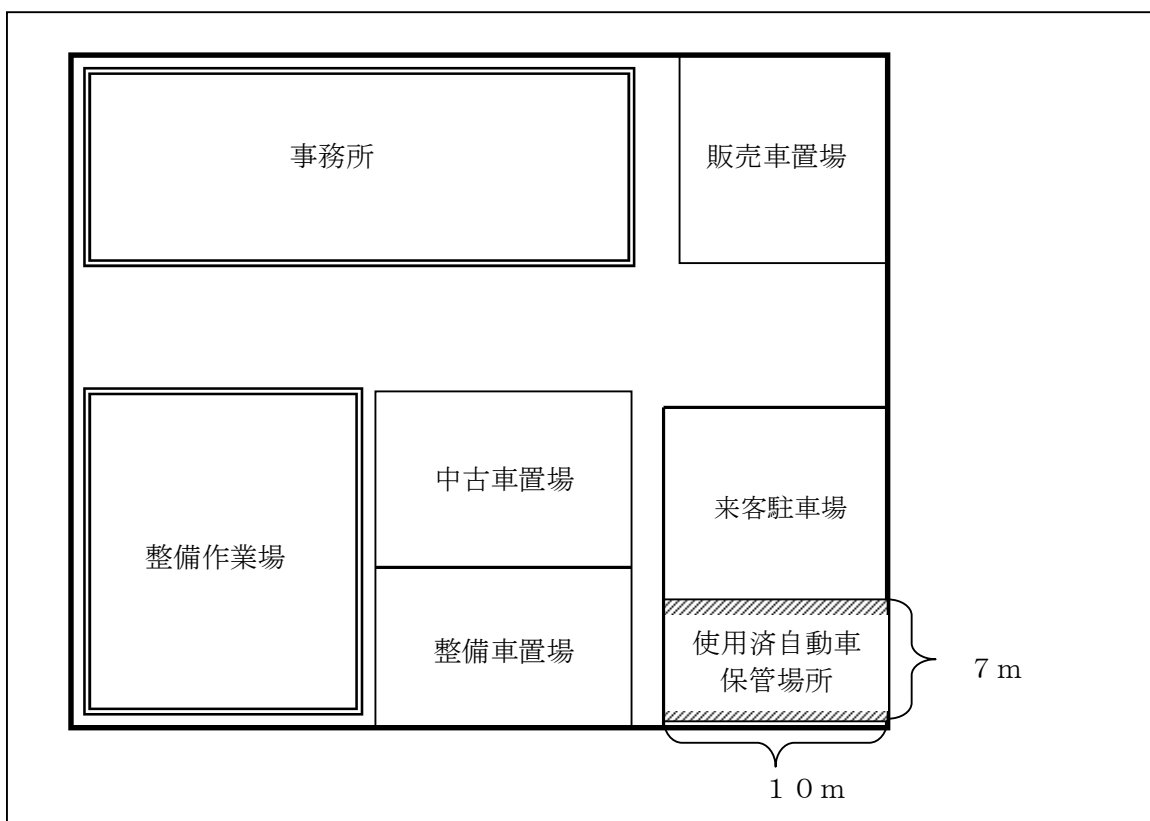 事務所
販売車置場
中古車置場
来客駐車場
整備作業場
整備車置場
使用済自動車
保管場所
７ｍ
１０ｍ